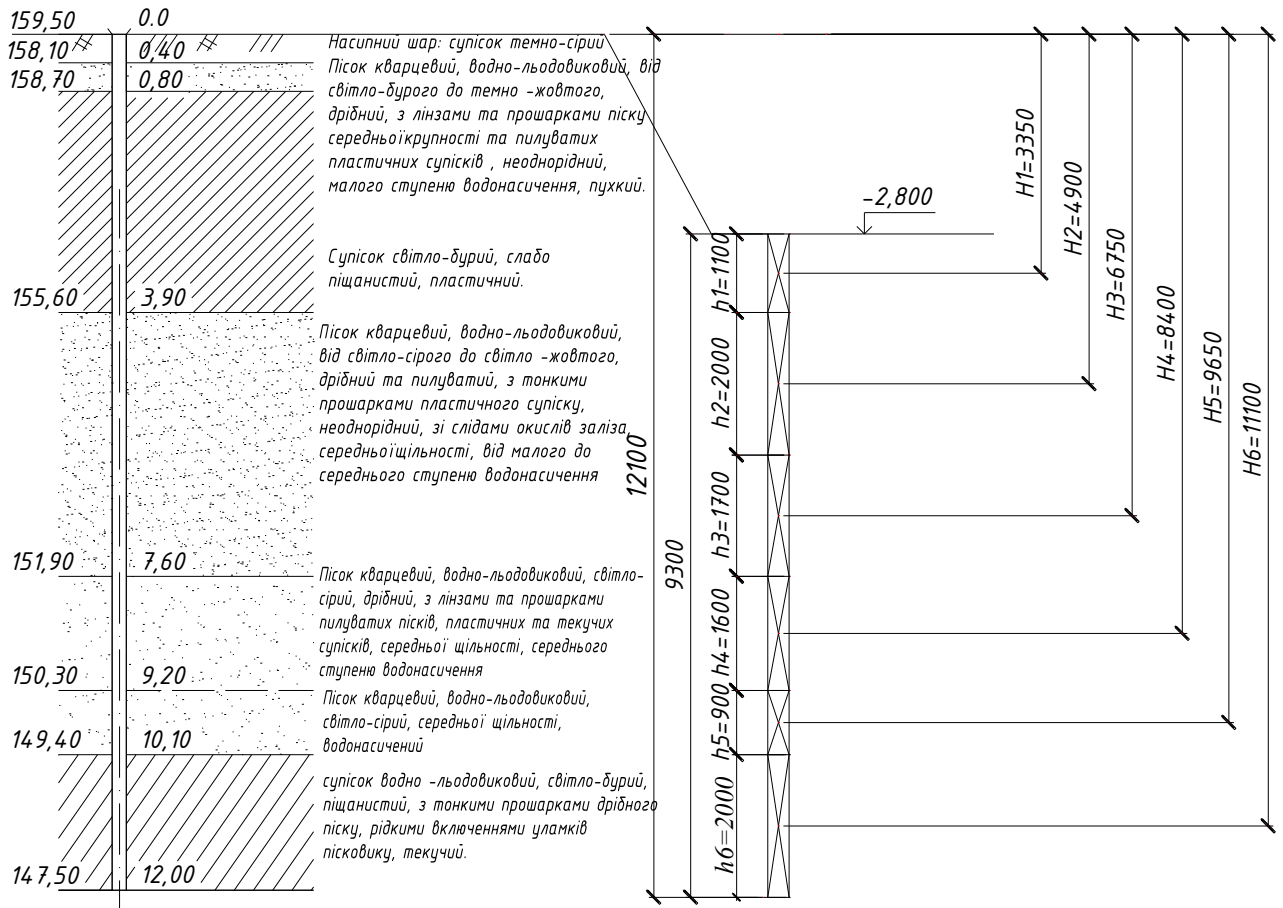 159,50
0.0
158,10
0,40
158,70
0,80
155,60
3,90
151,90
7,60
150,30
9,20
149,40
10,10
147,50
12,00
Насипний шар: супісок темно-сірий
Пісок кварцевий, водно-льодовиковий, від
світло-бурого до темно -жовтого,
дрібний, з лінзами та прошарками піску
середньоїкрупності та пилуватих
пластичних супісків , неоднорідний,
малого ступеню водонасичення, пухкий.
Супісок світло-бурий, слабо
піщанистий, пластичний.
Пісок кварцевий, водно-льодовиковий,
від світло-сірого до світло -жовтого,
дрібний та пилуватий, з тонкими
прошарками пластичного супіску,
неоднорідний, зі слідами окислів заліза,
середньоїщільності, від малого до
середнього ступеню водонасичення
Пісок кварцевий, водно-льодовиковий, світло-
сірий, дрібний, з лінзами та прошарками
пилуватих пісків, пластичних та текучих
супісків, середньої щільності, середнього
ступеню водонасичення
Пісок кварцевий, водно-льодовиковий,
світло-сірий, середньої щільності,
водонасичений
супісок водно -льодовиковий, світло-бурий,
піщанистий, з тонкими прошарками дрібного
піску, рідкими включеннями уламків
пісковику, текучий.
12100
9300
h1=1100
h2=2000
h3=1700
h4=1600
h5=900
h6=2000
-2,800
H1=3350
H2=4900
H3=6750
H4=8400
H5=9650
H6=11100